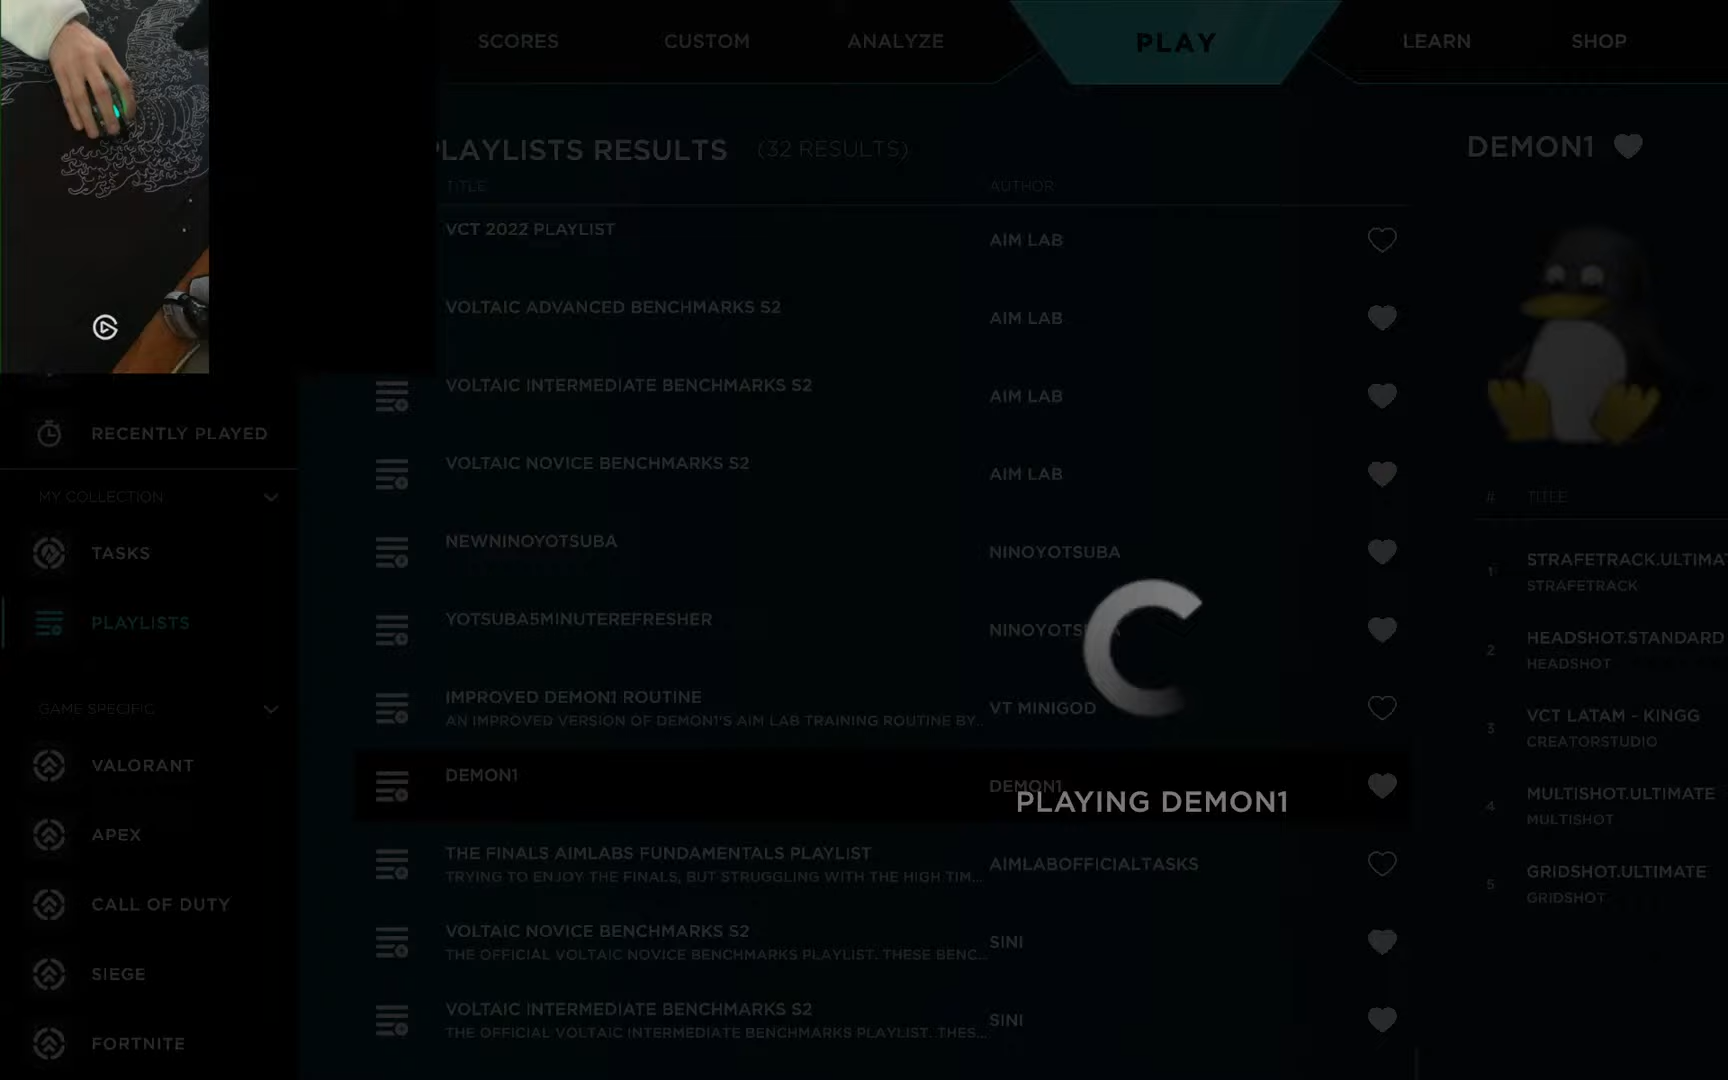 SCORES
CUSTOM
ANALYZE
PLAY
LEARN
SHOP
PLAYLISTS RESULTS (32 RESULTS)
TITLE
AUTHOR
VCT 2022 PLAYLIST
AIM LAB
VOLTAIC ADVANCED BENCHMARKS S2
AIM LAB
VOLTAIC INTERMEDIATE BENCHMARKS S2
AIM LAB
VOLTAIC NOVICE BENCHMARKS S2
AIM LAB
NEWNINOYOTSUBA
NINOYOTSUBA
YOTSUBA5MINUTEREFRESHER
IMPROVED DEMON1 ROUTINE
AN IMPROVED VERSION OF DEMON1'S AIM LAB TRAINING ROUTINE BY...
VT MINIGOD
DEMON1
DEMON1
PLAYING DEMON1
THE FINALS AIMLABS FUNDAMENTALS PLAYLIST
TRYING TO ENJOY THE FINALS, BUT STRUGGLING WITH THE HIGH TIM...
AIMLABOFFICIALTASKS
VOLTAIC NOVICE BENCHMARKS S2
THE OFFICIAL VOLTAIC NOVICE BENCHMARKS PLAYLIST. THESE BENC...
SINI
VOLTAIC INTERMEDIATE BENCHMARKS S2
THE OFFICIAL VOLTAIC INTERMEDIATE BENCHMARKS PLAYLIST. THES...
SINI
RECENTLY PLAYED
MY COLLECTION
TASKS
PLAYLISTS
GAME SPECIFIC
VALORANT
APEX
CALL OF DUTY
SIEGE
FORTNITE
DEMON1
# TITLE
1 STRAFETRACK.ULTIMA
STRAFETRACK
2 HEADSHOT.STANDARD
HEADSHOT
3 VCT LATAM - KINGG
CREATORSTUDIO
4 MULTISHOT.ULTIMATE
MULTISHOT
5 GRIDSHOT.ULTIMATE
GRIDSHOT